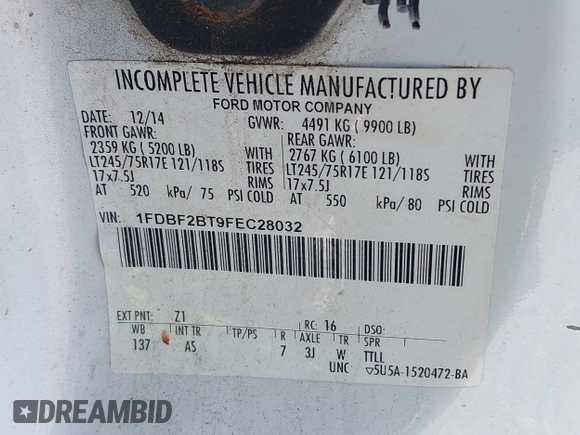 44
INCOMPLETE VEHICLE MANUFACTURED BY
FORD MOTOR COMPANY
DATE: 12/14 GVWR: 4491 KG ( 9900 LB)
FRONT GAWR: REAR GAWR:
2359 KG ( 5200 LB) WITH 2767 KG ( 6100 LB) WITH
LT245/75R17E 121/118S TIRES LT245/75R17E 121/118S TIRES
17x7.5J RIMS 17x7.5J RIMS
AT 520 kPa/ 75 PSI COLD AT 550 kPa/ 80 PSI COLD
VIN: 1FDBF2BT9FEC28032
EXT PNT: Z1 RC: 16 DSO:
WB INT TR TP/PS R AXLE TR SPR
137 AS 7 3J W TTLL
UNC ▽5U5A-1520472-BA
DREAMBID